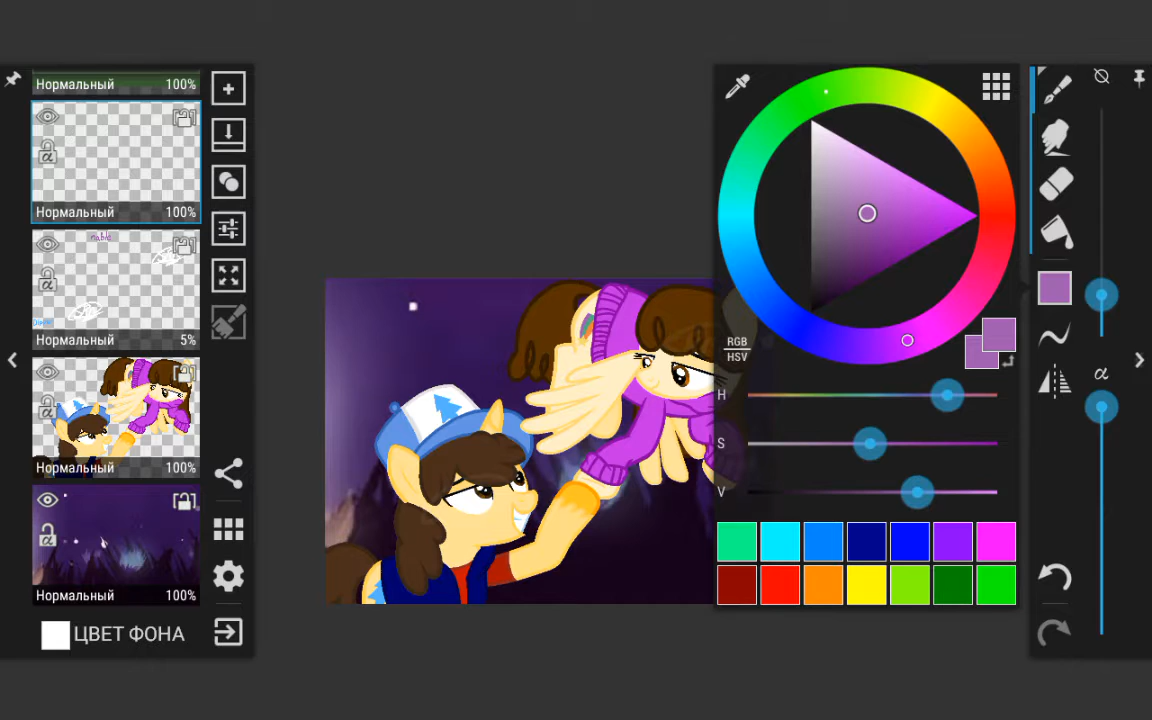 Нормальный 100%
Нормальный 100%
Нормальный 5%
Нормальный 100%
Нормальный 100%
ЦВЕТ ФОНА
RGB
HSV
H
S
V
α